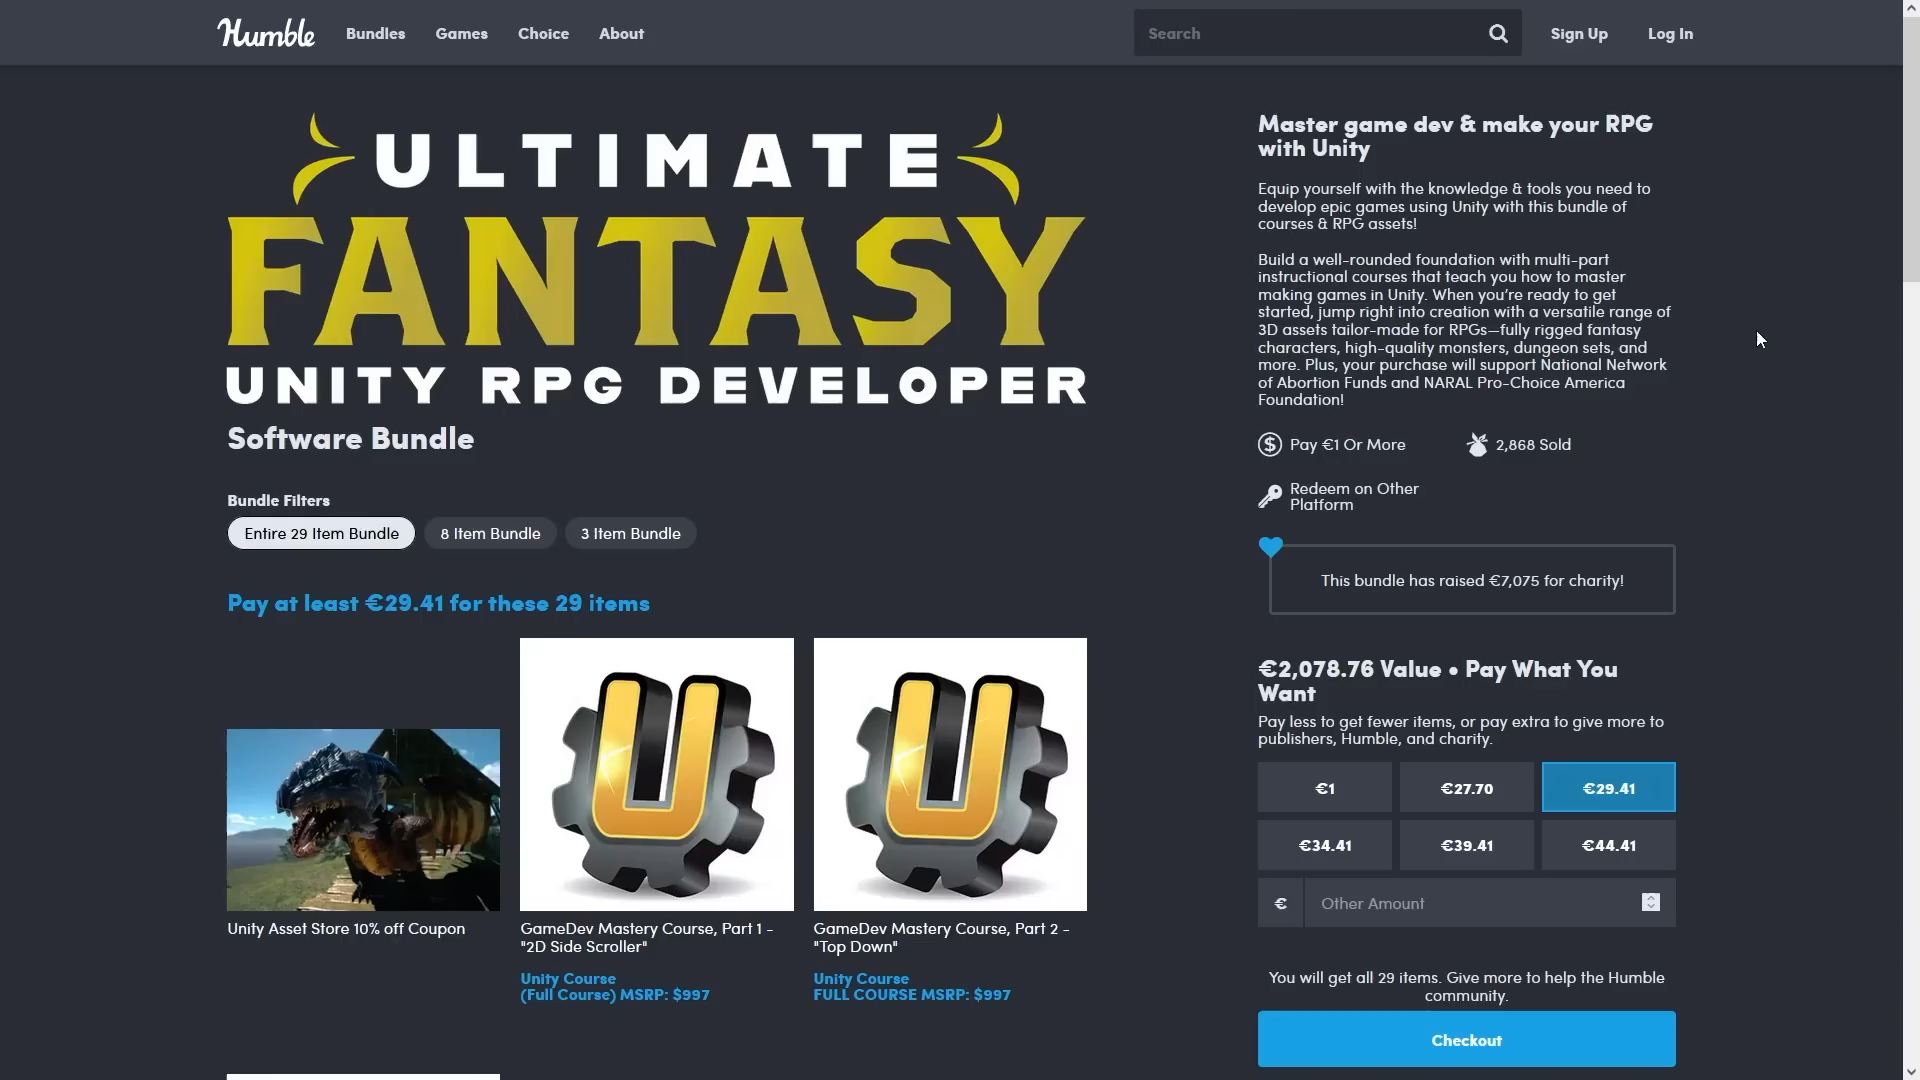 Humble
Bundles
Games
Choice
About
Search
Sign Up
Log In
ULTIMATE
FANTASY
UNITY RPG DEVELOPER
Software Bundle
Bundle Filters
Entire 29 Item Bundle
8 Item Bundle
3 Item Bundle
Pay at least €29.41 for these 29 items
Unity Asset Store 10% off Coupon
GameDev Mastery Course, Part 1 -
"2D Side Scroller"
Unity Course
(Full Course) MSRP: $997
GameDev Mastery Course, Part 2 -
"Top Down"
Unity Course
FULL COURSE MSRP: $997
Master game dev & make your RPG
with Unity
Equip yourself with the knowledge & tools you need to
develop epic games using Unity with this bundle of
courses & RPG assets!
Build a well-rounded foundation with multi-part
instructional courses that teach you how to master
making games in Unity. When you're ready to get
started, jump right into creation with a versatile range of
3D assets tailor-made for RPGs—fully rigged fantasy
characters, high-quality monsters, dungeon sets, and
more. Plus, your purchase will support National Network
of Abortion Funds and NARAL Pro-Choice America
Foundation!
Pay €1 Or More
2,868 Sold
Redeem on Other
Platform
This bundle has raised €7,075 for charity!
€2,078.76 Value • Pay What You
Want
Pay less to get fewer items, or pay extra to give more to
publishers, Humble, and charity.
€1
€27.70
€29.41
€34.41
€39.41
€44.41
€
Other Amount
You will get all 29 items. Give more to help the Humble
community.
Checkout